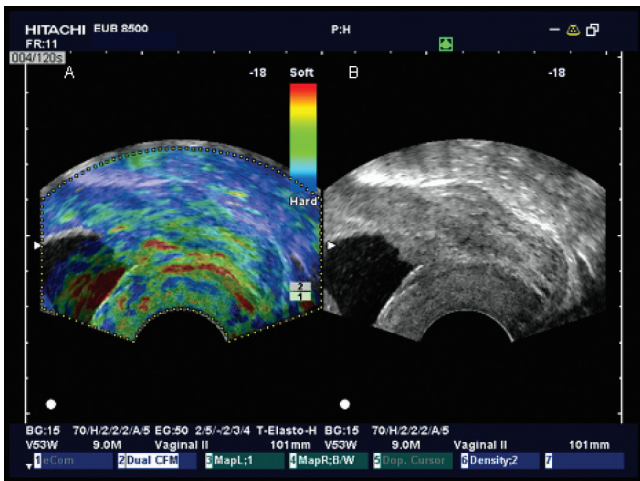 HITACHI EUB 8500 P:H
FR:11
004/120s
A -18 Soft B -18
Hard
2
1
BG:15 70/H/2/2/2/A/5 EG:50 2/5/-/2/3/4 T-Elasto-H BG:15 70/H/2/2/2/A/5
V53W 9.0M Vaginal II 101mm V53W 9.0M Vaginal II 101mm
1 eCom 2 Dual CFM 3 MapL;1 4 MapR;B/W 5 Dop. Cursor 6 Density;2 7